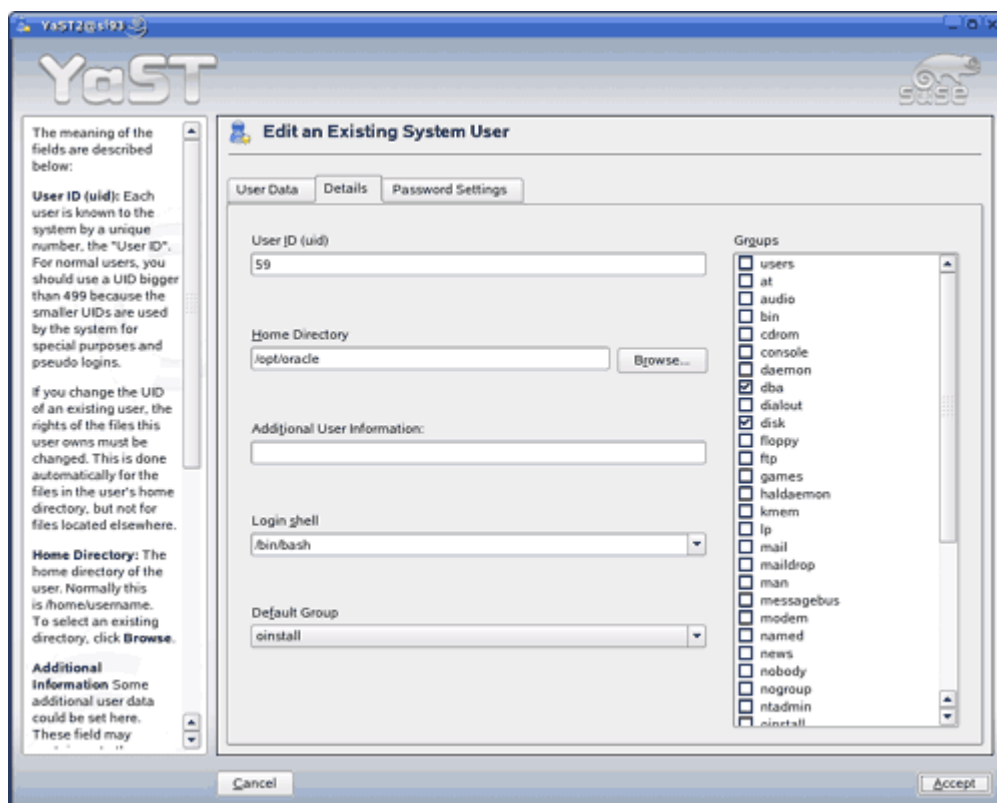 YaST2@sl93
YaST
SUSE
The meaning of the
fields are described
below:
User ID (uid): Each
user is known to the
system by a unique
number, the "User ID".
For normal users, you
should use a UID bigger
than 499 because the
smaller UIDs are used
by the system for
special purposes and
pseudo logins.
If you change the UID
of an existing user, the
rights of the files this
user owns must be
changed. This is done
automatically for the
files in the user's home
directory, but not for
files located elsewhere.
Home Directory: The
home directory of the
user. Normally this
is /home/username.
To select an existing
directory, click Browse.
Additional
Information Some
additional user data
could be set here.
These field may
Edit an Existing System User
User Data
Details
Password Settings
User ID (uid)
59
Home Directory
/opt/oracle
Browse...
Additional User Information:
Login shell
/bin/bash
Default Group
oinstall
Groups
users
at
audio
bin
cdrom
console
daemon
dba
dialout
disk
floppy
ftp
games
haldaemon
kmem
lp
mail
maildrop
man
messagebus
modem
named
news
nobody
nogroup
ntadmin
oinstall
Cancel
Accept